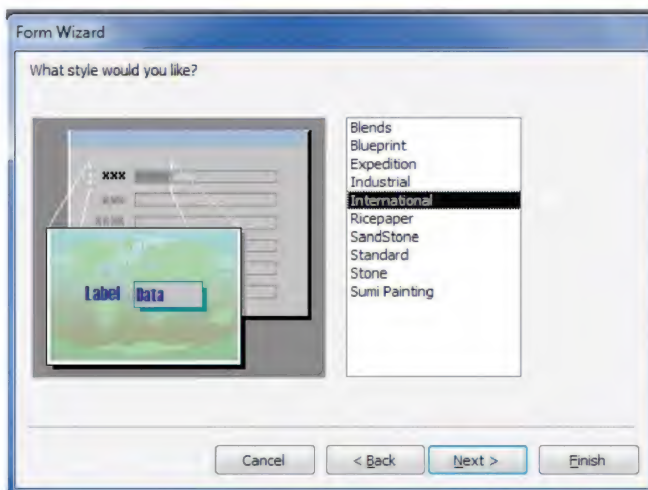 Form Wizard
What style would you like?
xxx
Label Data
Blends
Blueprint
Expedition
Industrial
International
Ricepaper
SandStone
Standard
Stone
Sumi Painting
Cancel
< Back
Next >
Finish